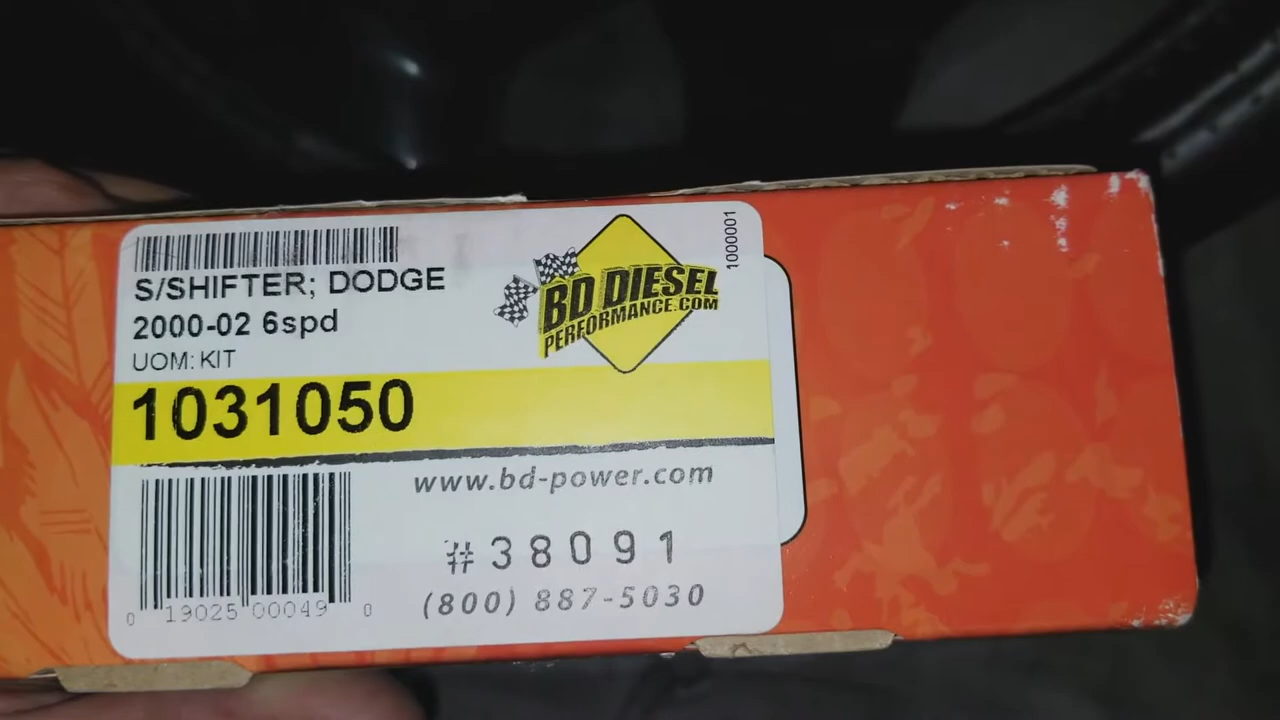 S/SHIFTER; DODGE
2000-02 6spd
UOM: KIT
1031050
BD DIESEL
PERFORMANCE.COM
1000001
www.bd-power.com
#38091
(800) 887-5030
0 19025 00049 0